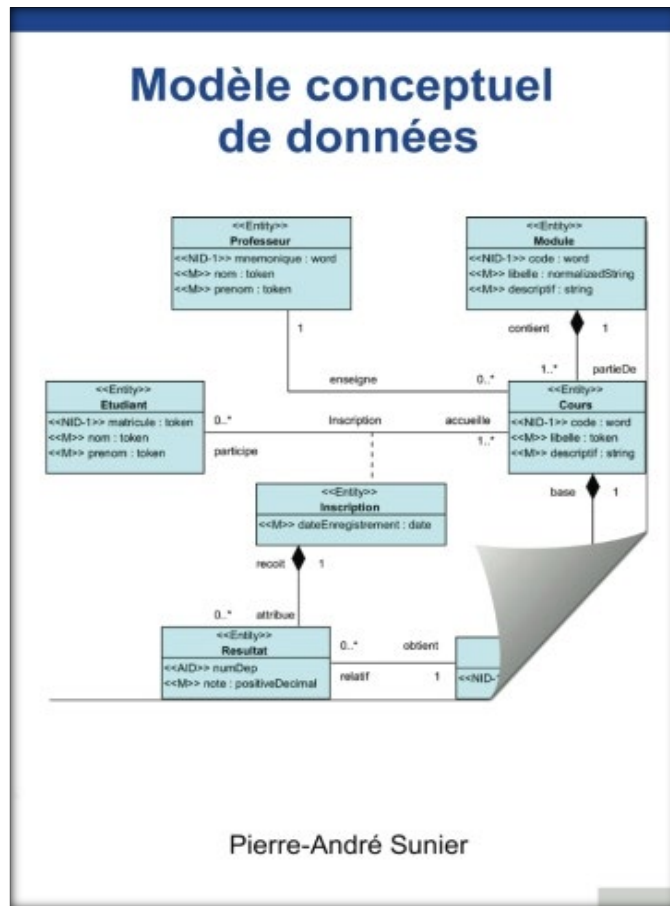 Modèle conceptuel
de données
<<Entity>>
Professeur
<<NID-1>> mnemonique : word
<<M>> nom : token
<<M>> prenom : token
<<Entity>>
Module
<<NID-1>> code : word
<<M>> libelle : normalizedString
<<M>> descriptif : string
1
contient
1
enseigne
0..*
1..*
partieDe
<<Entity>>
Etudiant
<<NID-1>> matricule : token
<<M>> nom : token
<<M>> prenom : token
0..*
Inscription
accueille
participe
1..*
<<Entity>>
Cours
<<NID-1>> code : word
<<M>> libelle : token
<<M>> descriptif : string
base
1
<<Entity>>
Inscription
<<M>> dateEnregistrement : date
recoit
1
0..*
attribue
<<Entity>>
Resultat
<<AID>> numDep
<<M>> note : positiveDecimal
0..*
obtient
relatif
1
<<NID-1
Pierre-André Sunier